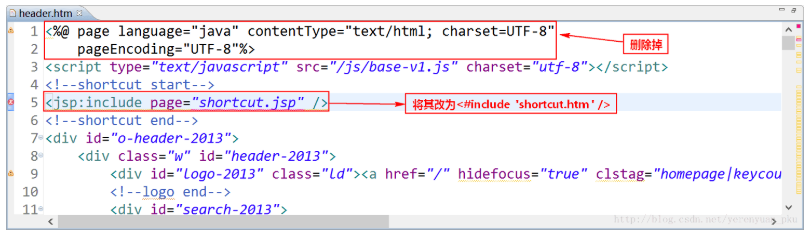 header.htm
1 <%@ page language="java" contentType="text/html; charset=UTF-8"
2 pageEncoding="UTF-8"%>
删除掉
3 <script type="text/javascript" src="/js/base-v1.js" charset="utf-8"></script>
4 <!--shortcut start-->
5 <jsp:include page="shortcut.jsp" />
将其改为<#include 'shortcut.htm' />
6 <!--shortcut end-->
7 <div id="o-header-2013">
8 <div class="w" id="header-2013">
9 <div id="logo-2013" class="ld"><a href="/" hidefocus="true" clstag="homepage|keycou
10 <!--logo end-->
11 <div id="search-2013">
http://blog.csdn.net/yerenyuan_pku